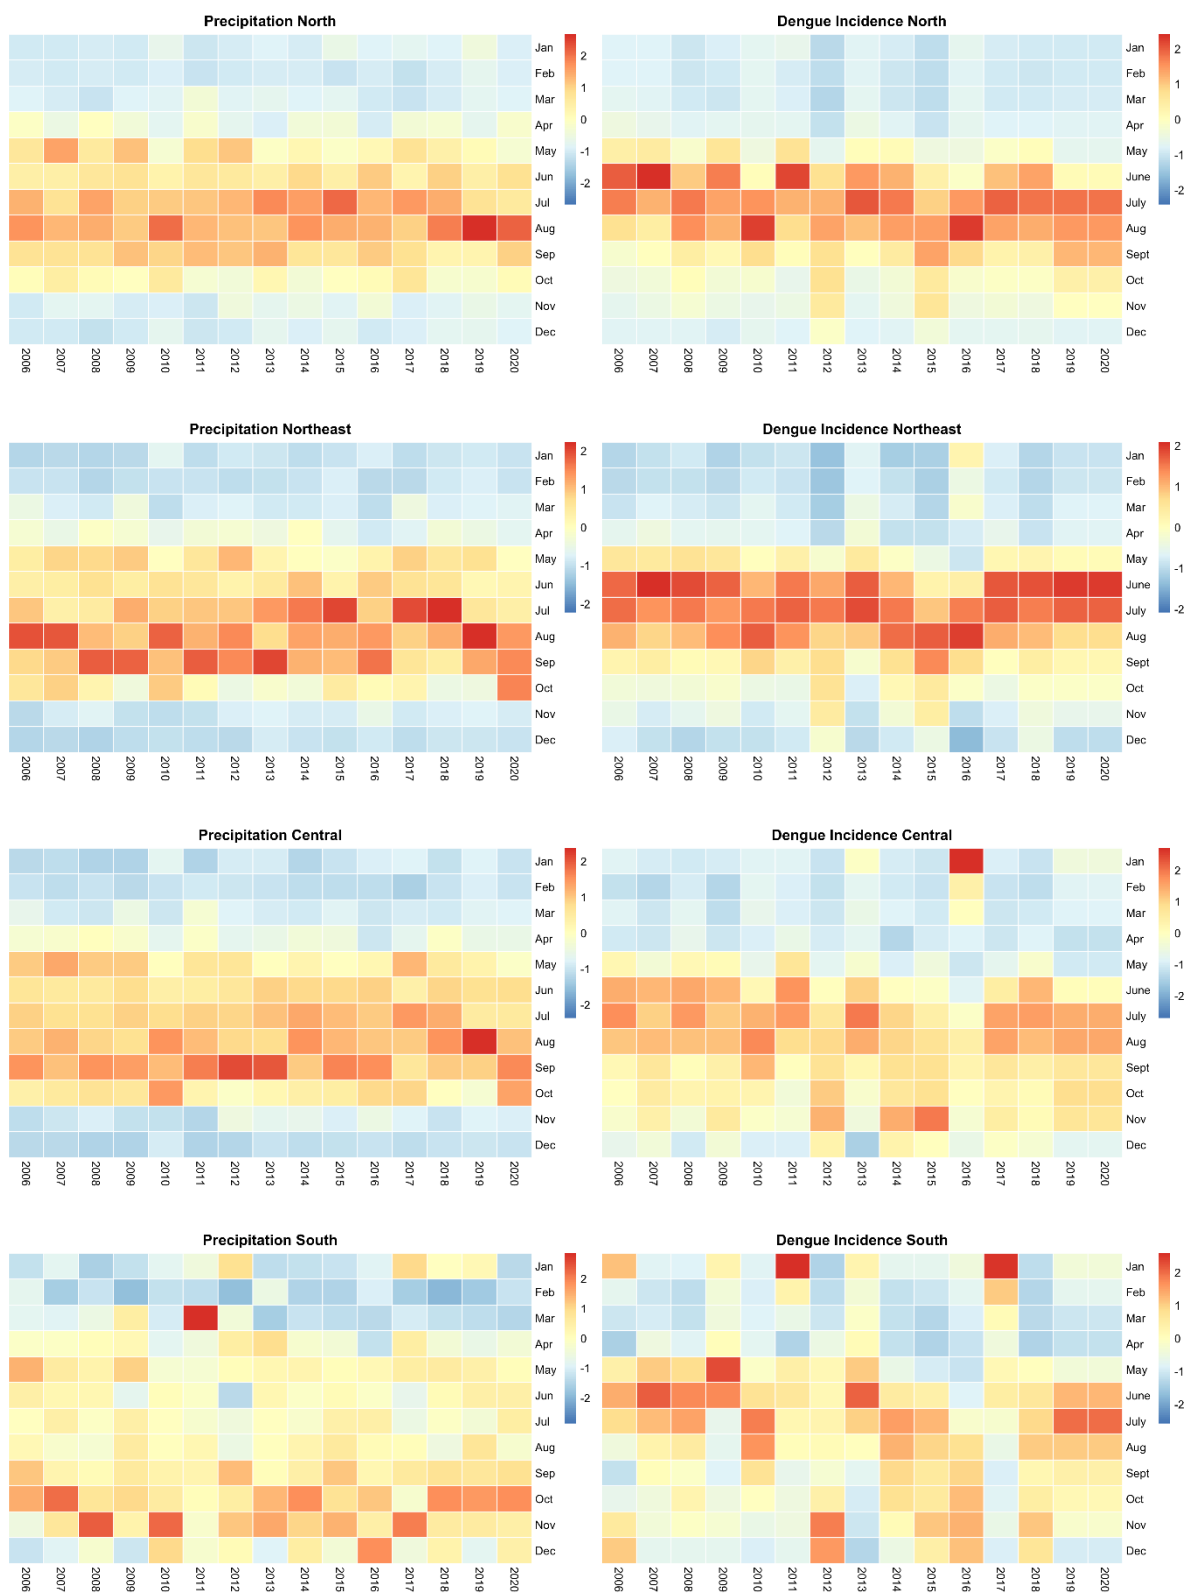 Precipitation North
Jan
Feb
Mar
Apr
May
Jun
Jul
Aug
Sep
Oct
Nov
Dec
2006 2007 2008 2009 2010 2011 2012 2013 2014 2015 2016 2017 2018 2019 2020
2
1
0
-1
-2
Dengue Incidence North
Jan
Feb
Mar
Apr
May
June
July
Aug
Sept
Oct
Nov
Dec
2006 2007 2008 2009 2010 2011 2012 2013 2014 2015 2016 2017 2018 2019 2020
2
1
0
-1
-2
Precipitation Northeast
Jan
Feb
Mar
Apr
May
Jun
Jul
Aug
Sep
Oct
Nov
Dec
2006 2007 2008 2009 2010 2011 2012 2013 2014 2015 2016 2017 2018 2019 2020
2
1
0
-1
-2
Dengue Incidence Northeast
Jan
Feb
Mar
Apr
May
June
July
Aug
Sept
Oct
Nov
Dec
2006 2007 2008 2009 2010 2011 2012 2013 2014 2015 2016 2017 2018 2019 2020
2
1
0
-1
-2
Precipitation Central
Jan
Feb
Mar
Apr
May
Jun
Jul
Aug
Sep
Oct
Nov
Dec
2006 2007 2008 2009 2010 2011 2012 2013 2014 2015 2016 2017 2018 2019 2020
2
1
0
-1
-2
Dengue Incidence Central
Jan
Feb
Mar
Apr
May
June
July
Aug
Sept
Oct
Nov
Dec
2006 2007 2008 2009 2010 2011 2012 2013 2014 2015 2016 2017 2018 2019 2020
2
1
0
-1
-2
Precipitation South
Jan
Feb
Mar
Apr
May
Jun
Jul
Aug
Sep
Oct
Nov
Dec
2006 2007 2008 2009 2010 2011 2012 2013 2014 2015 2016 2017 2018 2019 2020
2
1
0
-1
-2
Dengue Incidence South
Jan
Feb
Mar
Apr
May
June
July
Aug
Sept
Oct
Nov
Dec
2006 2007 2008 2009 2010 2011 2012 2013 2014 2015 2016 2017 2018 2019 2020
2
1
0
-1
-2